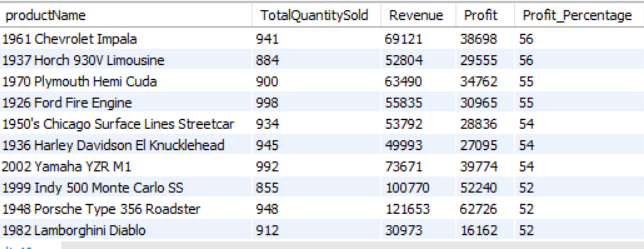 productName TotalQuantitySold Revenue Profit Profit_Percentage
1961 Chevrolet Impala 941 69121 38698 56
1937 Horch 930V Limousine 884 52804 29555 56
1970 Plymouth Hemi Cuda 900 63490 34762 55
1926 Ford Fire Engine 998 55835 30965 55
1950's Chicago Surface Lines Streetcar 934 53792 28836 54
1936 Harley Davidson El Knucklehead 945 49993 27095 54
2002 Yamaha YZR M1 992 73671 39774 54
1999 Indy 500 Monte Carlo SS 855 100770 52240 52
1948 Porsche Type 356 Roadster 948 121653 62726 52
1982 Lamborghini Diablo 912 30973 16162 52